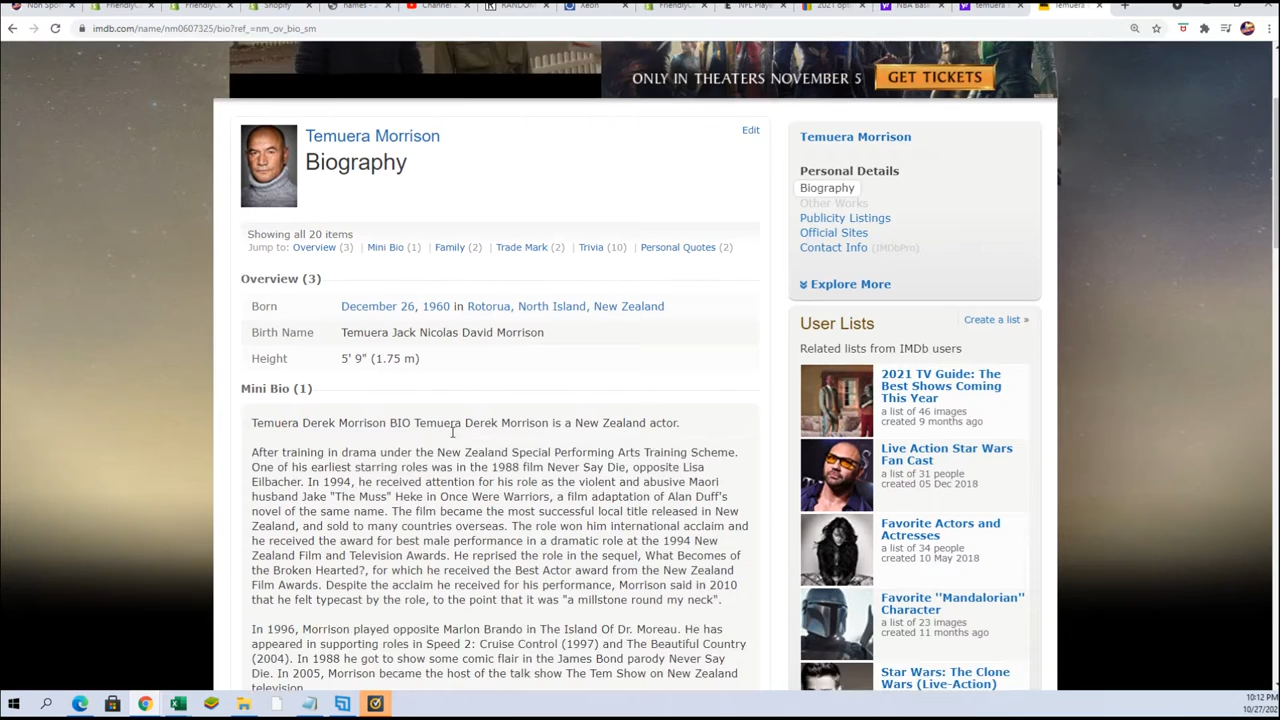 Non Spor
FriendlyC
FriendlyC
Shopify
names -
Channel
RANDOM
Xeon
FriendlyC
NFL Playe
2021 opt
NBA Bask
temuera
Temuera
imdb.com/name/nm0607325/bio?ref_=nm_ov_bio_sm
ONLY IN THEATERS NOVEMBER 5
GET TICKETS
Temuera Morrison
Biography
Edit
Showing all 20 items
Jump to: Overview (3) | Mini Bio (1) | Family (2) | Trade Mark (2) | Trivia (10) | Personal Quotes (2)
Overview (3)
Born December 26, 1960 in Rotorua, North Island, New Zealand
Birth Name Temuera Jack Nicolas David Morrison
Height 5' 9" (1.75 m)
Mini Bio (1)
Temuera Derek Morrison BIO Temuera Derek Morrison is a New Zealand actor.
After training in drama under the New Zealand Special Performing Arts Training Scheme.
One of his earliest starring roles was in the 1988 film Never Say Die, opposite Lisa
Eilbacher. In 1994, he received attention for his role as the violent and abusive Maori
husband Jake "The Muss" Heke in Once Were Warriors, a film adaptation of Alan Duff's
novel of the same name. The film became the most successful local title released in New
Zealand, and sold to many countries overseas. The role won him international acclaim and
he received the award for best male performance in a dramatic role at the 1994 New
Zealand Film and Television Awards. He reprised the role in the sequel, What Becomes of
the Broken Hearted?, for which he received the Best Actor award from the New Zealand
Film Awards. Despite the acclaim he received for his performance, Morrison said in 2010
that he felt typecast by the role, to the point that it was "a millstone round my neck".
In 1996, Morrison played opposite Marlon Brando in The Island Of Dr. Moreau. He has
appeared in supporting roles in Speed 2: Cruise Control (1997) and The Beautiful Country
(2004). In 1988 he got to show some comic flair in the James Bond parody Never Say
Die. In 2005, Morrison became the host of the talk show The Tem Show on New Zealand
television.
Temuera Morrison
Personal Details
Biography
Other Works
Publicity Listings
Official Sites
Contact Info (IMDbPro)
Explore More
User Lists
Create a list »
Related lists from IMDb users
2021 TV Guide: The
Best Shows Coming
This Year
a list of 46 images
created 9 months ago
Live Action Star Wars
Fan Cast
a list of 31 people
created 05 Dec 2018
Favorite Actors and
Actresses
a list of 34 people
created 10 May 2018
Favorite ''Mandalorian''
Character
a list of 23 images
created 11 months ago
Star Wars: The Clone
Wars (Live-Action)
10:12 PM
10/27/202